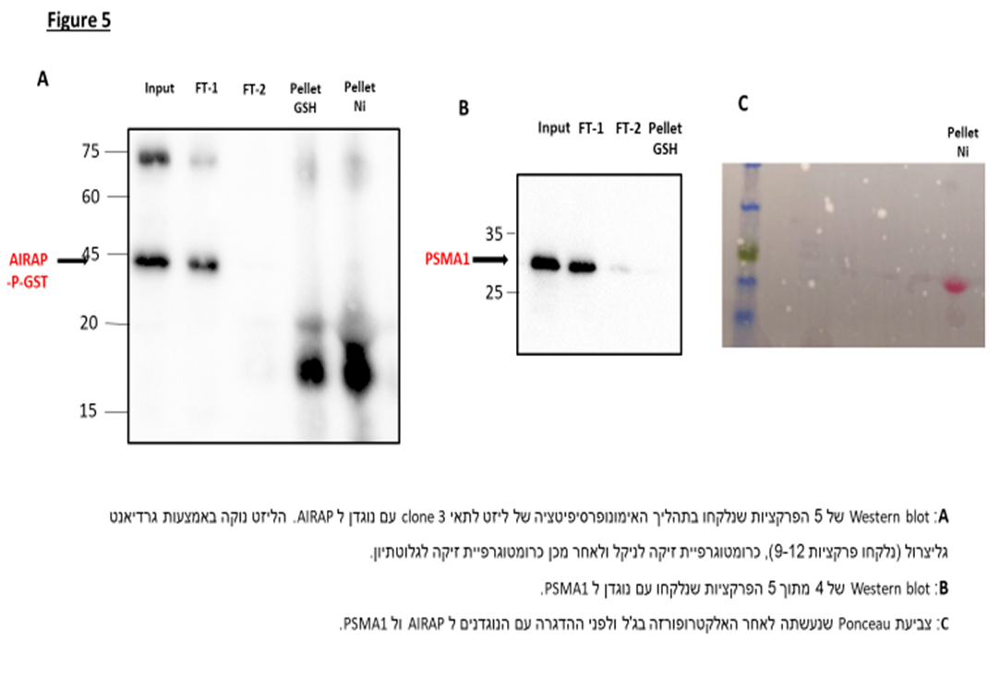 Figure 5
A
Input FT-1 FT-2 Pellet GSH Pellet Ni
75
60
45
20
15
AIRAP
-P-GST
B
Input FT-1 FT-2 Pellet GSH
35
25
PSMA1
C
Pellet
Ni
A: Western blot של 5 הפרקציות שנלקחו בתהליך האימונופרסיפיטציה של ליזט לתאי clone 3 עם נוגדן ל AIRAP. הליזט נוקה באמצעות גרדיאנט
גליצרול (נלקחו פרקציות 9-12), כרומטוגרפיית זיקה לניקל ולאחר מכן כרומטוגרפיית זיקה לגלוטתיון.
B: Western blot של 4 מתוך 5 הפרקציות שנלקחו עם נוגדן ל PSMA1.
C: צביעת Ponceau שנעשתה לאחר האלקטרופורזה בג'ל ולפני ההדגרה עם הנוגדנים ל AIRAP ול PSMA1.